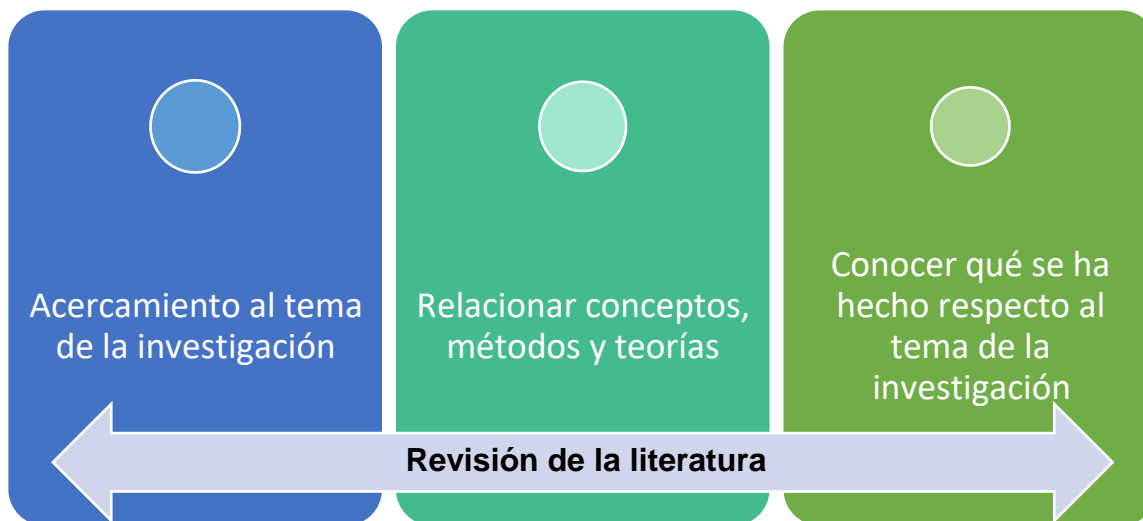 Acercamiento al tema
de la investigación
Relacionar conceptos,
métodos y teorías
Conocer qué se ha
hecho respecto al
tema de la
investigación
Revisión de la literatura